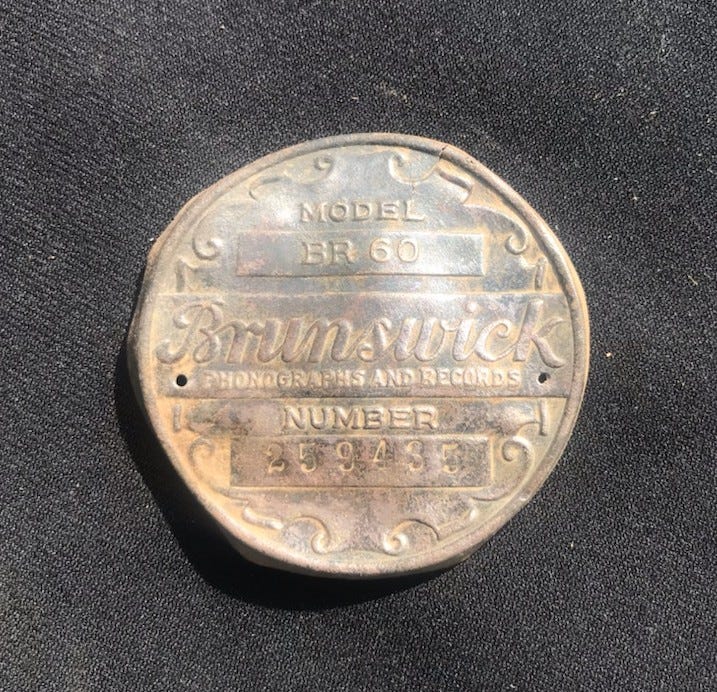 MODEL
BR 60
Brunswick
PHONOGRAPHS AND RECORDS
NUMBER
259435